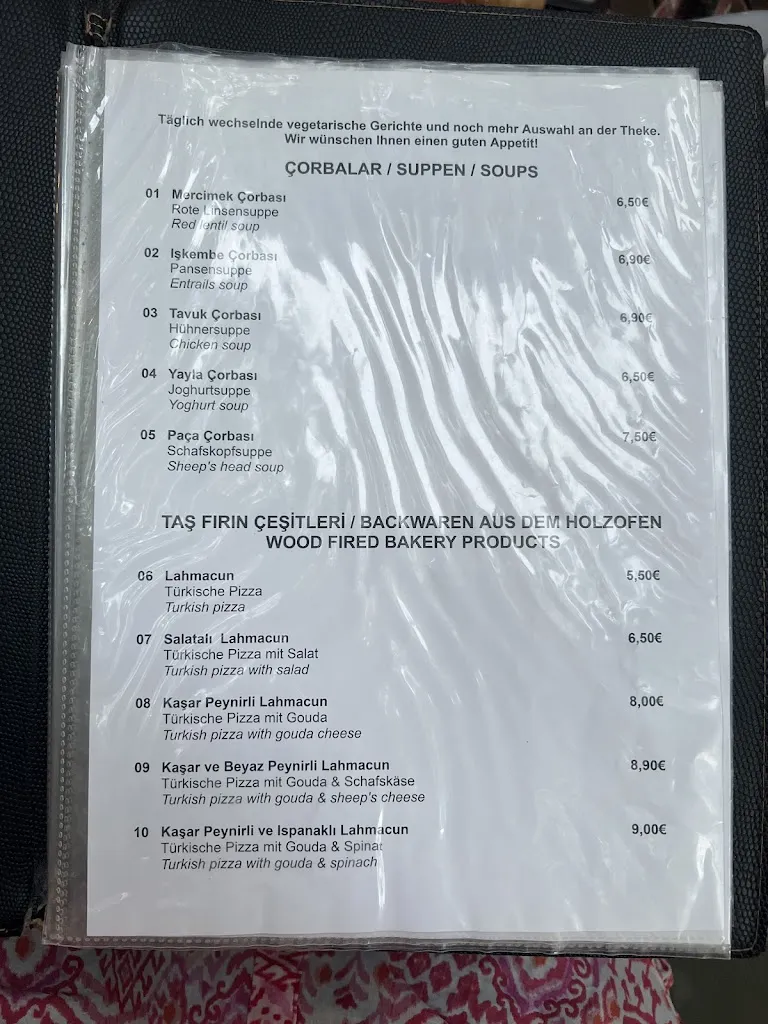 Täglich wechselnde vegetarische Gerichte und noch mehr Auswahl an der Theke.
Wir wünschen Ihnen einen guten Appetit!
ÇORBALAR / SUPPEN / SOUPS
01 Mercimek Çorbası 6,50€
Rote Linsensuppe
Red lentil soup
02 Işkembe Çorbası 6,90€
Pansensuppe
Entrails soup
03 Tavuk Çorbası 6,90€
Hühnersuppe
Chicken soup
04 Yayla Çorbası 6,50€
Joghurtsuppe
Yoghurt soup
05 Paça Çorbası 7,50€
Schafskopfsuppe
Sheep's head soup
TAŞ FIRIN ÇEŞİTLERİ / BACKWAREN AUS DEM HOLZOFEN
WOOD FIRED BAKERY PRODUCTS
06 Lahmacun 5,50€
Türkische Pizza
Turkish pizza
07 Salatalı Lahmacun 6,50€
Türkische Pizza mit Salat
Turkish pizza with salad
08 Kaşar Peynirli Lahmacun 8,00€
Türkische Pizza mit Gouda
Turkish pizza with gouda cheese
09 Kaşar ve Beyaz Peynirli Lahmacun 8,90€
Türkische Pizza mit Gouda & Schafskäse
Turkish pizza with gouda & sheep's cheese
10 Kaşar Peynirli ve Ispanaklı Lahmacun 9,00€
Türkische Pizza mit Gouda & Spinat
Turkish pizza with gouda & spinach